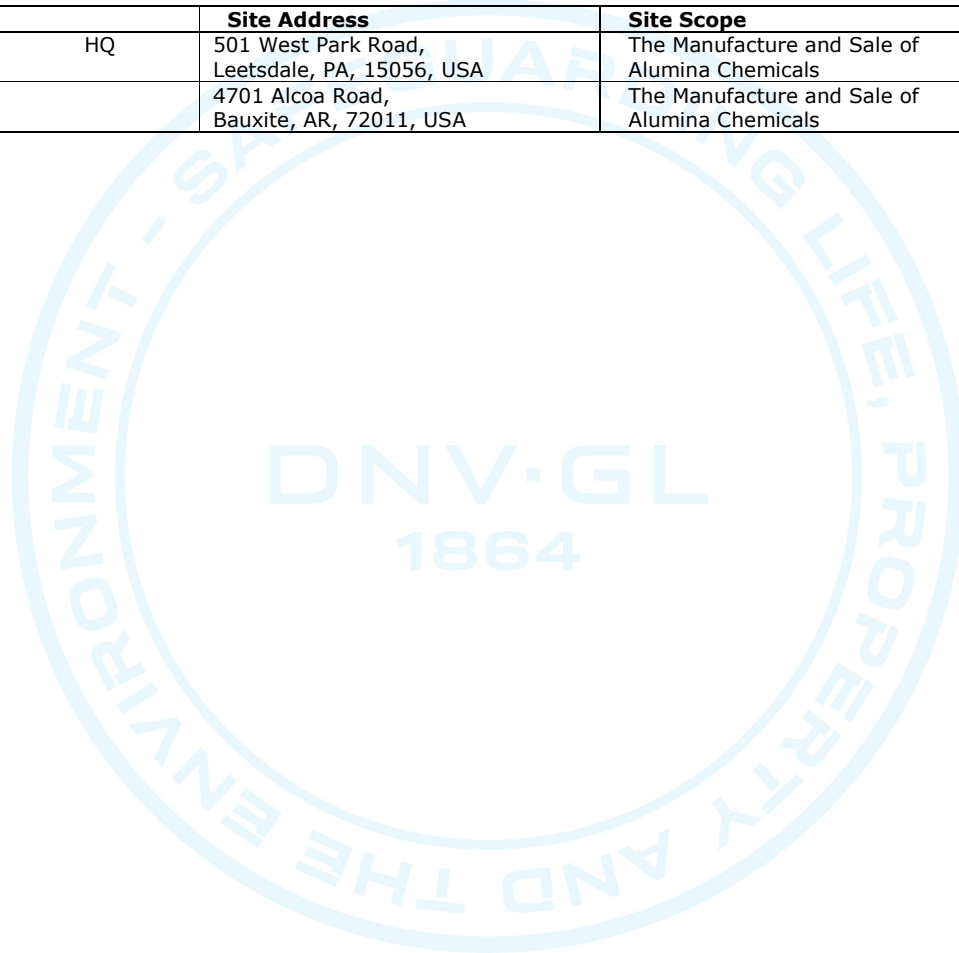 Site Address Site Scope
HQ 501 West Park Road, The Manufacture and Sale of
Leetsdale, PA, 15056, USA Alumina Chemicals
4701 Alcoa Road, The Manufacture and Sale of
Bauxite, AR, 72011, USA Alumina Chemicals
SAFEGUARDING LIFE, PROPERTY AND THE ENVIRONMENT -
DNV·GL
1864